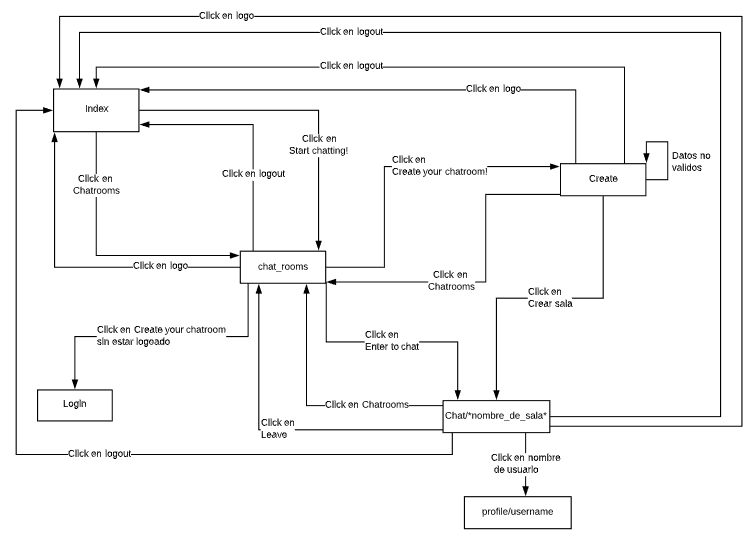 Click en logo
Click en logout
Click en logout
Click en logo
Index
Click en
Start chatting!
Click en
Create your chatroom!
Datos no
validos
Click en
Chatrooms
Click en logout
Create
Click en logo
chat_rooms
Click en
Chatrooms
Click en
Crear sala
Click en Create your chatroom
sin estar logeado
Click en
Enter to chat
LogIn
Click en Chatrooms
Chat/*nombre_de_sala*
Click en
Leave
Click en logout
Click en nombre
de usuario
profile/username